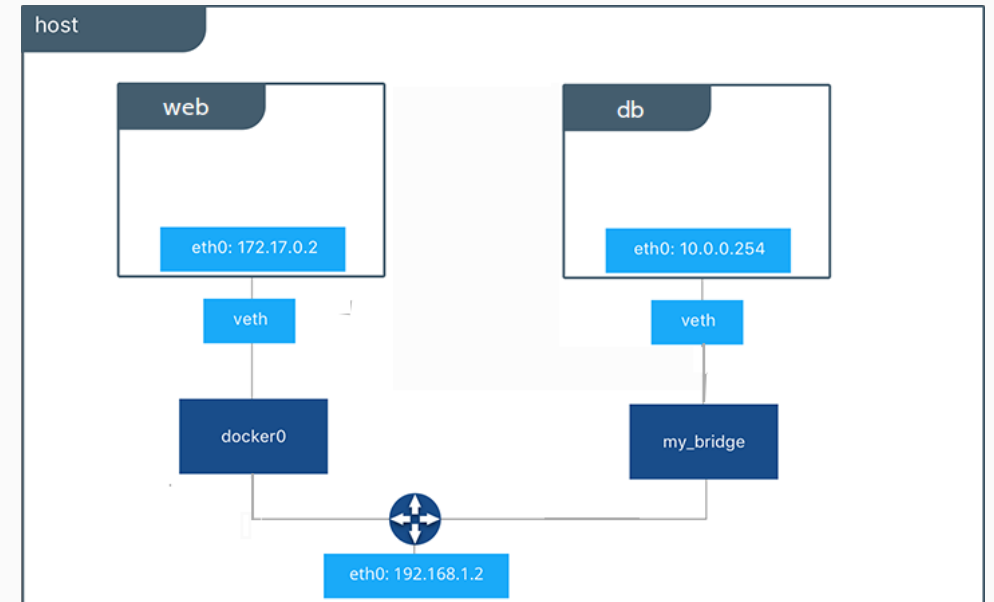 host
web
db
eth0: 172.17.0.2
eth0: 10.0.0.254
veth
veth
docker0
my_bridge
eth0: 192.168.1.2